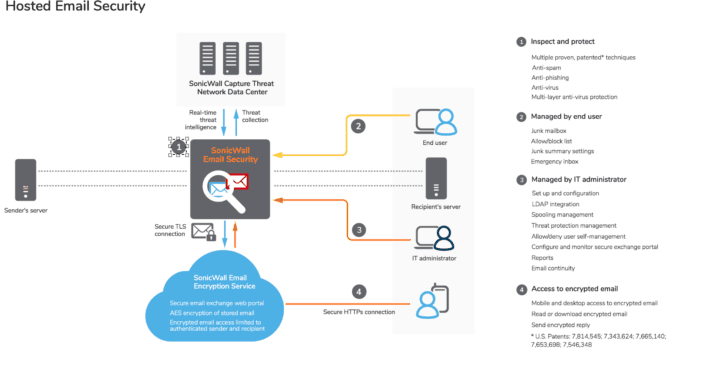 Hosted Email Security
SonicWall Capture Threat
Network Data Center
Real-time
threat
intelligence
Threat
collection
1
SonicWall
Email Security
2
End user
Sender's server
Recipient's server
Secure TLS
connection
3
IT administrator
SonicWall Email
Encryption Service
Secure email exchange web portal
AES encryption of stored email
Encrypted email access limited to
authenticated sender and recipient
4
Secure HTTPs connection
1 Inspect and protect
Multiple proven, patented* techniques
Anti-spam
Anti-phishing
Anti-virus
Multi-layer anti-virus protection
2 Managed by end user
Junk mailbox
Allow/block list
Junk summary settings
Emergency inbox
3 Managed by IT administrator
Set up and configuration
LDAP integration
Spooling management
Threat protection management
Allow/deny user self-management
Configure and monitor secure exchange portal
Reports
Email continuity
4 Access to encrypted email
Mobile and desktop access to encrypted email
Read or download encrypted email
Send encrypted reply
* U.S. Patents: 7,814,545; 7,343,624; 7,665,140;
7,653,698; 7,546,348